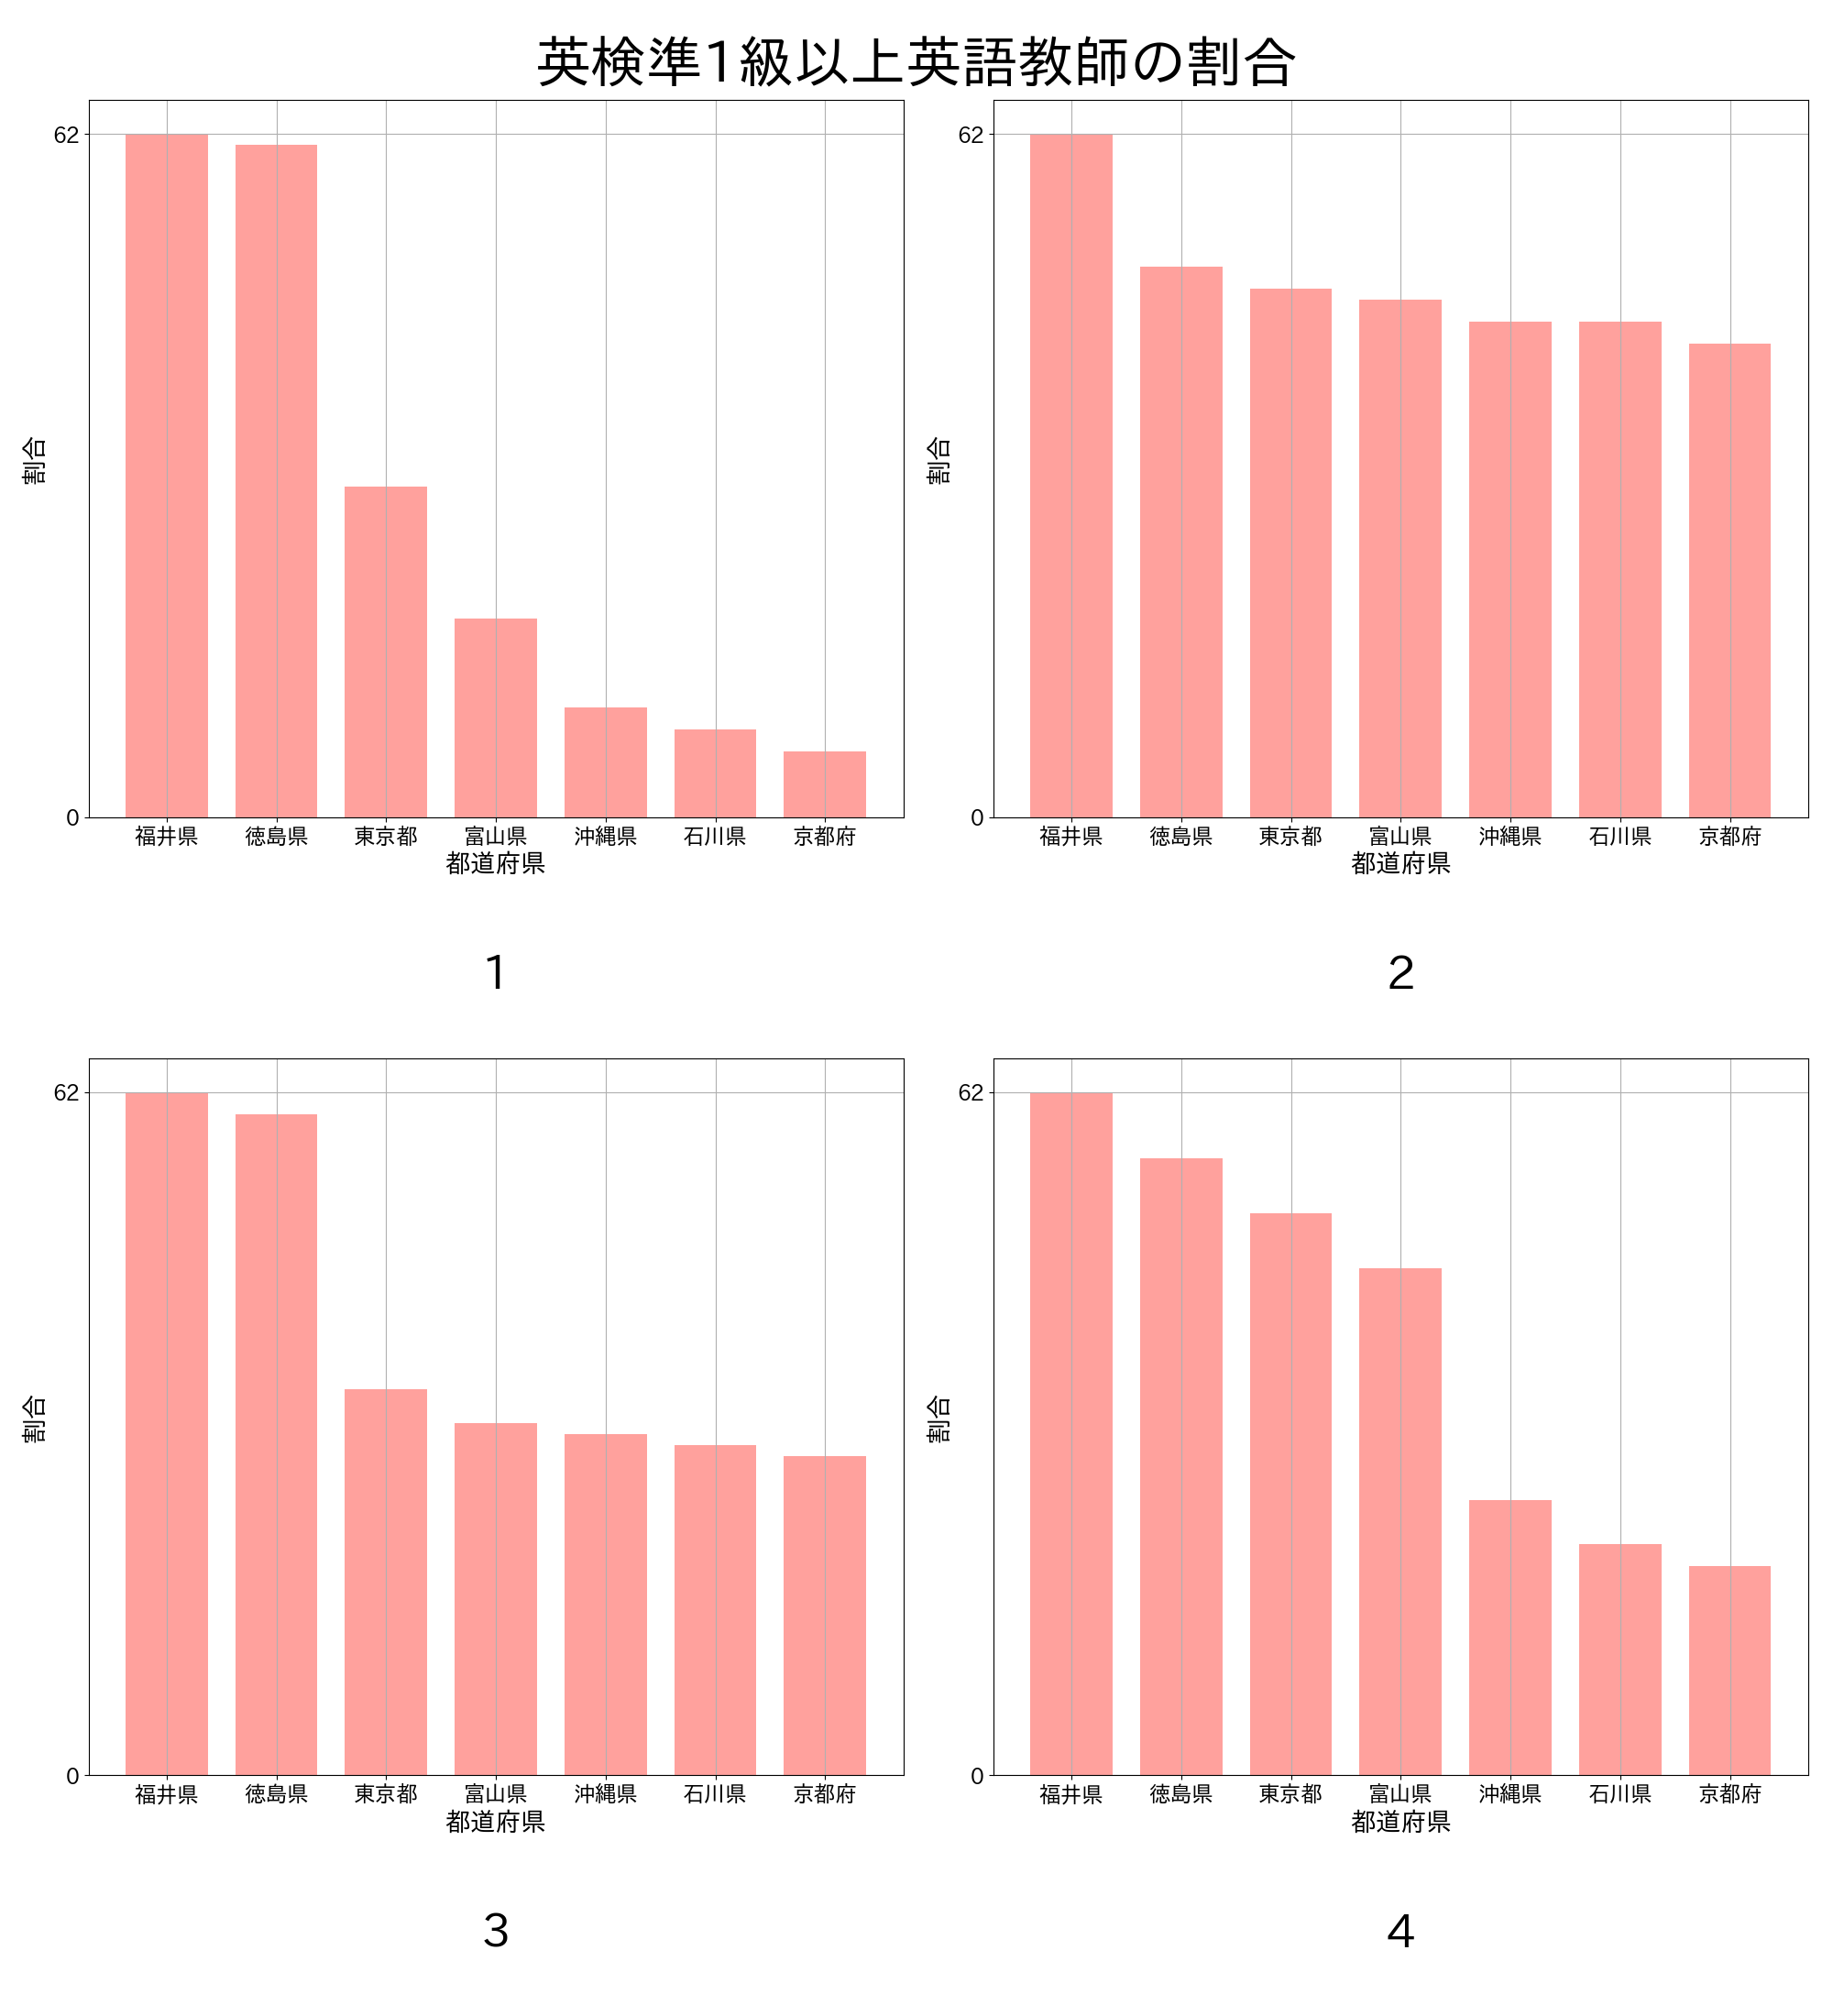 英検準1級以上英語教師の割合
62
0
割合
福井県 徳島県 東京都 富山県 沖縄県 石川県 京都府
都道府県
1
62
0
割合
福井県 徳島県 東京都 富山県 沖縄県 石川県 京都府
都道府県
2
62
0
割合
福井県 徳島県 東京都 富山県 沖縄県 石川県 京都府
都道府県
3
62
0
割合
福井県 徳島県 東京都 富山県 沖縄県 石川県 京都府
都道府県
4